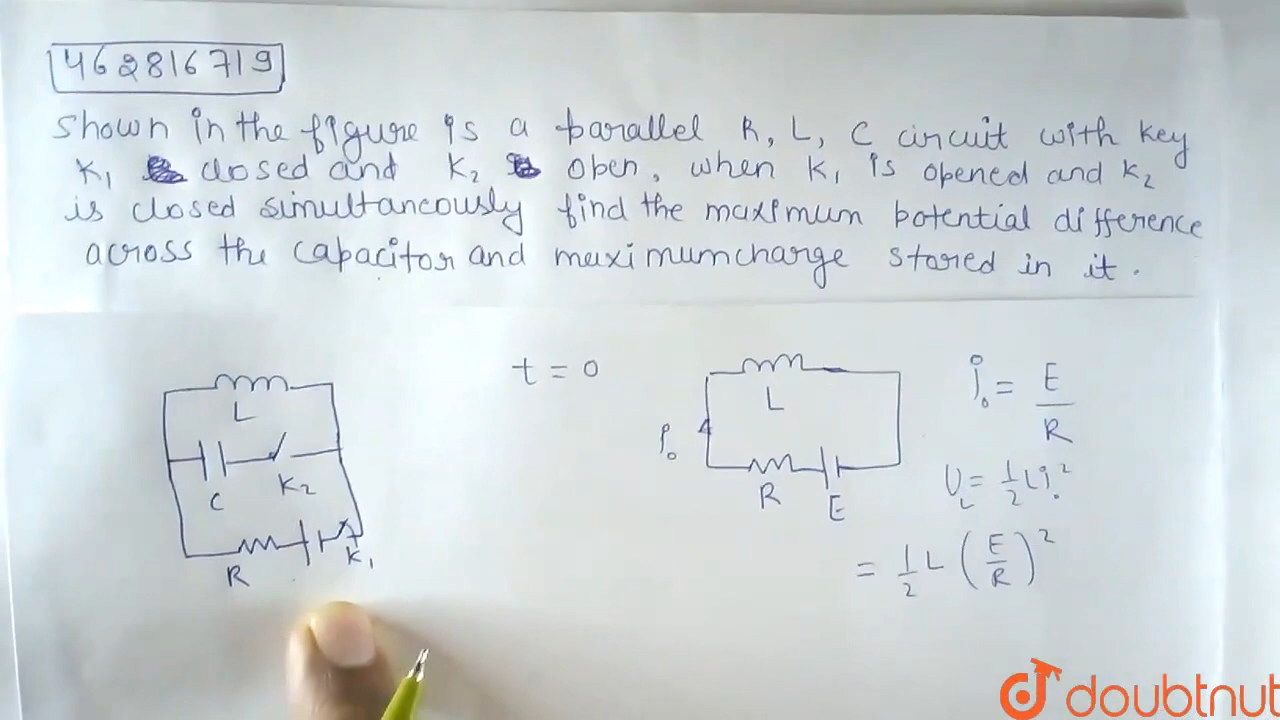 462816719
Shown in the figure is a parallel R, L, C circuit with key
K₁ closed and K₂ open, when K₁ is opened and K₂
is closed simultaneously find the maximum potential difference
across the capacitor and maximum charge stored in it.
L
C
K₂
R
K₁
t = 0
L
i₀
R
E
i₀ = E/R
U_L = 1/2 L i₀²
= 1/2 L (E/R)²
doubtnut